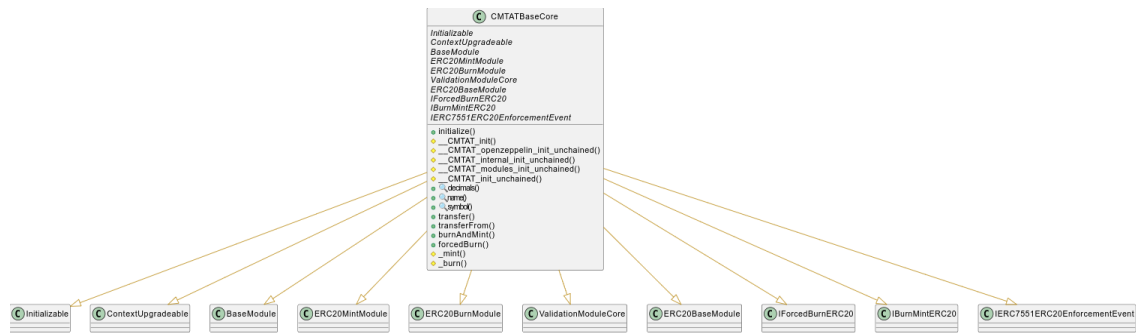 C CMTATBaseCore
Initializable
ContextUpgradeable
BaseModule
ERC20MintModule
ERC20BurnModule
ValidationModuleCore
ERC20BaseModule
IForcedBurnERC20
IBurnMintERC20
IERC7551ERC20EnforcementEvent
initialize()
__CMTAT_init()
__CMTAT_openzeppelin_init_unchained()
__CMTAT_internal_init_unchained()
__CMTAT_modules_init_unchained()
__CMTAT_init_unchained()
🔍decimals()
🔍name()
🔍symbol()
transfer()
transferFrom()
burnAndMint()
forcedBurn()
_mint()
_burn()
C Initializable C ContextUpgradeable C BaseModule C ERC20MintModule C ERC20BurnModule C ValidationModuleCore C ERC20BaseModule C IForcedBurnERC20 C IBurnMintERC20 C IERC7551ERC20EnforcementEvent